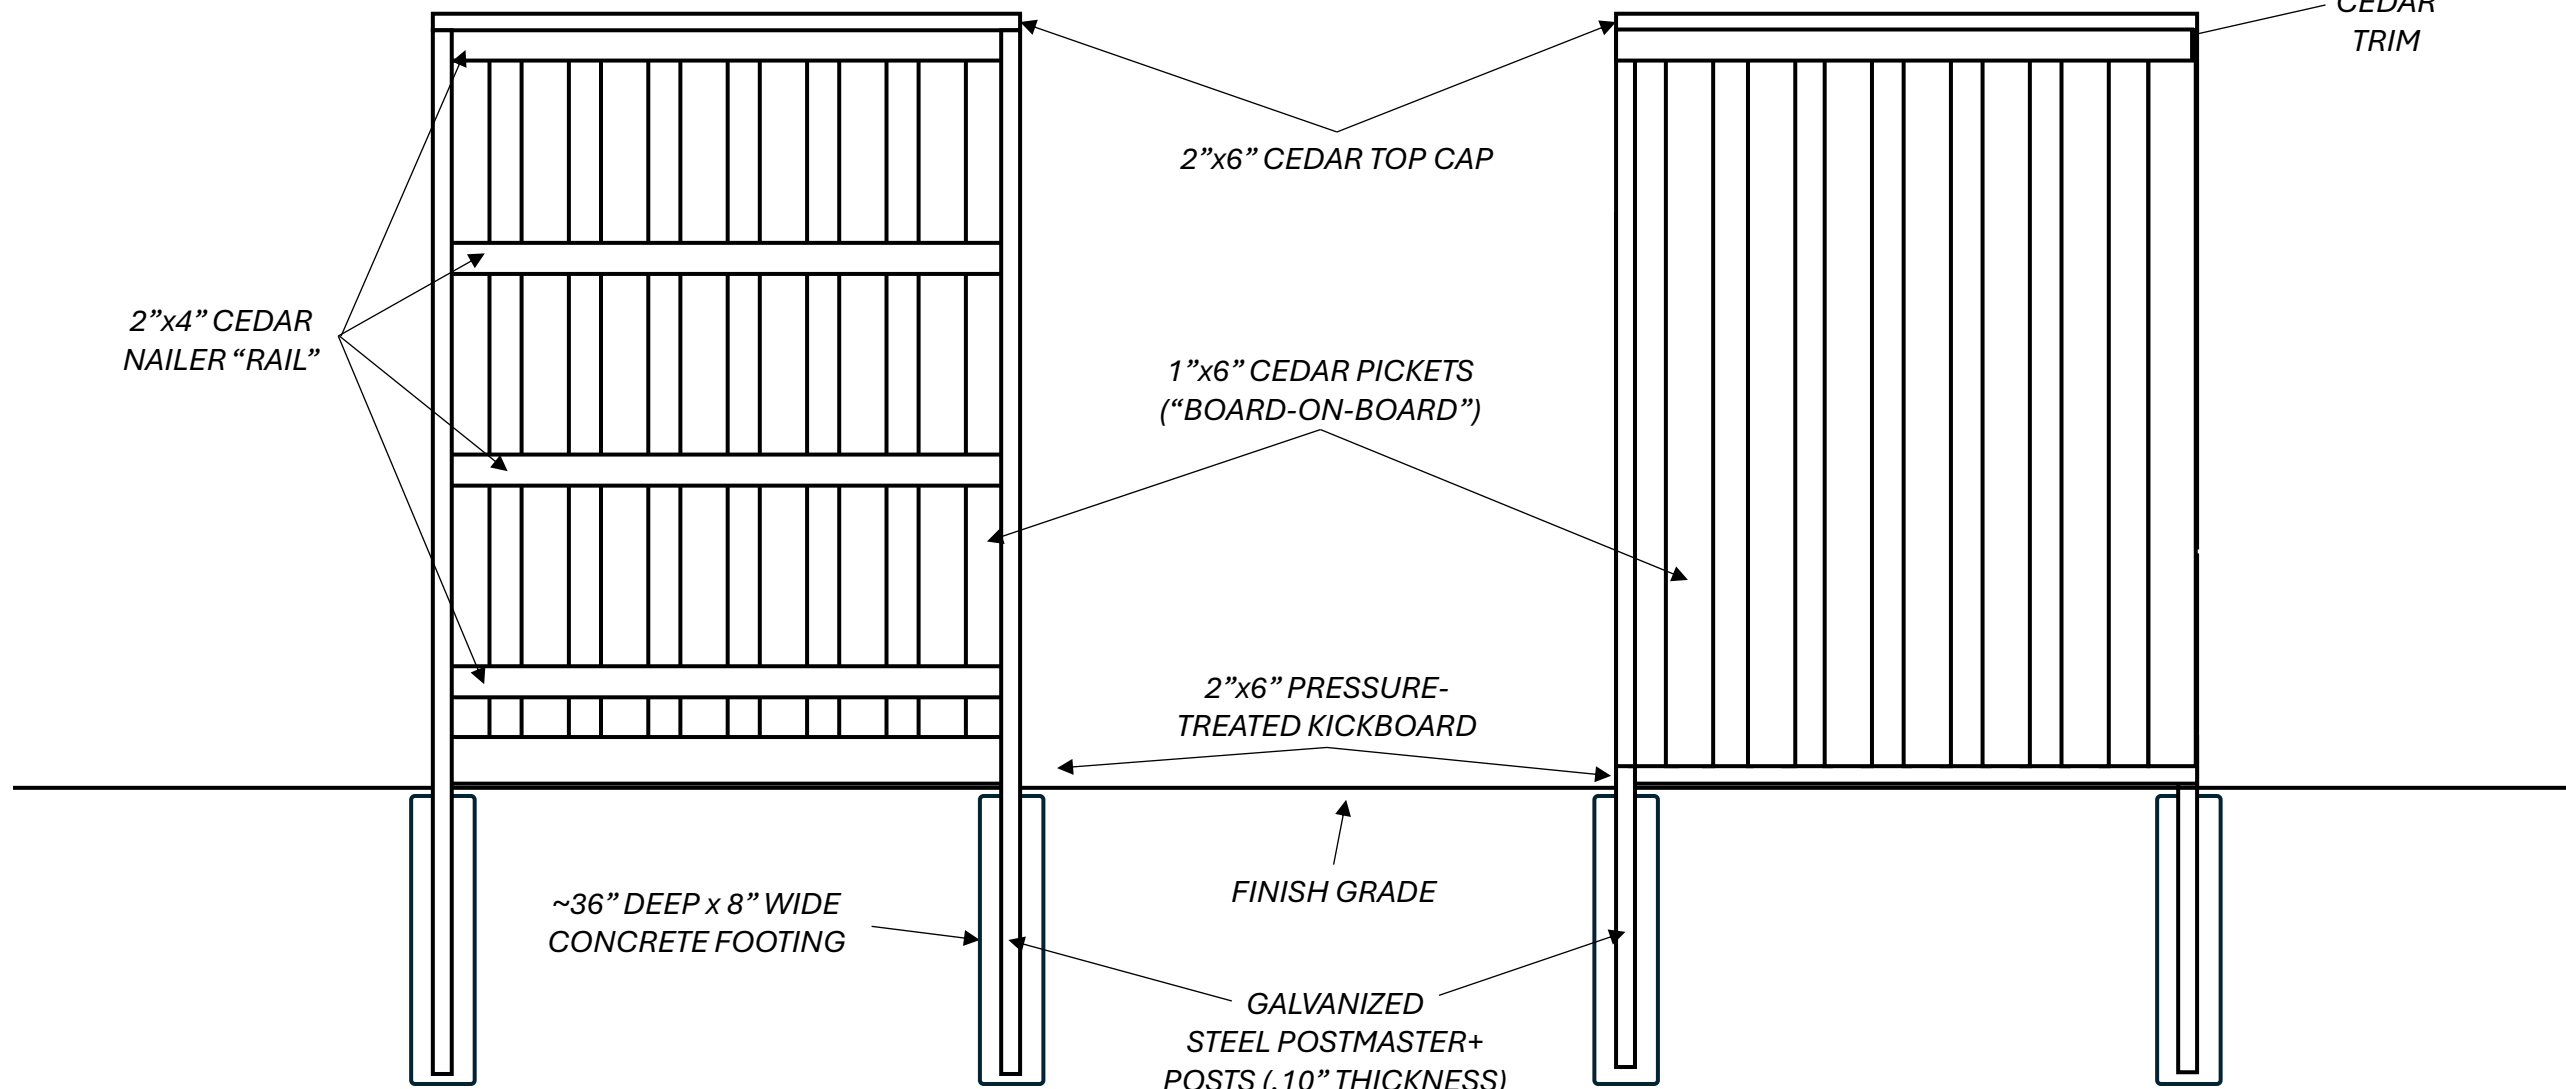 CEDAR
TRIM
2”x6” CEDAR TOP CAP
2”x4” CEDAR
NAILER “RAIL”
1”x6” CEDAR PICKETS
(“BOARD-ON-BOARD”)
2”x6” PRESSURE-
TREATED KICKBOARD
FINISH GRADE
~36” DEEP x 8” WIDE
CONCRETE FOOTING
GALVANIZED
STEEL POSTMASTER+
POSTS (.10” THICKNESS)